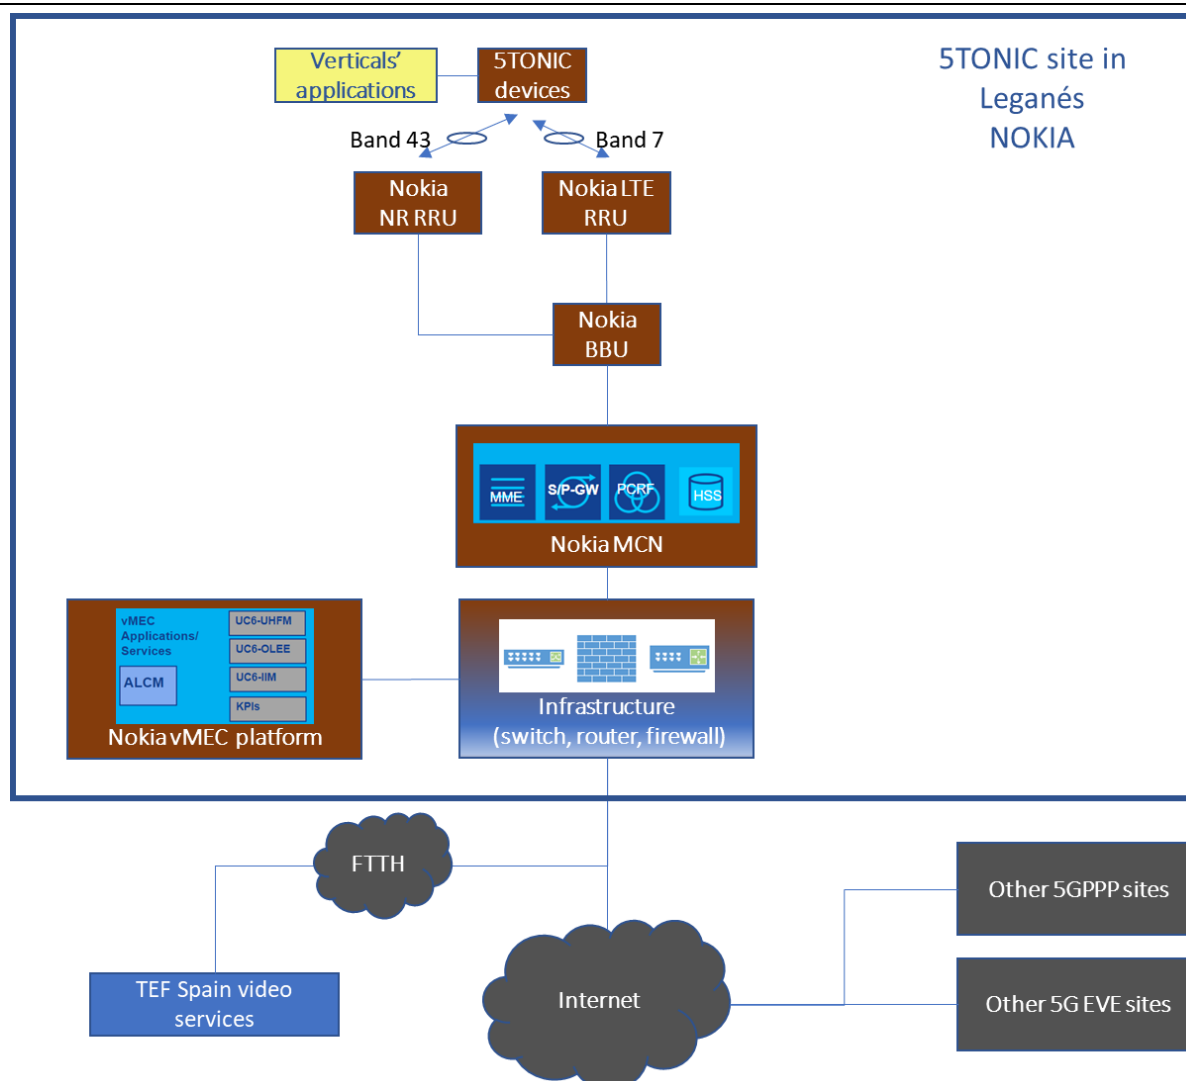 5TONIC site in
Leganés
NOKIA
Verticals'
applications
5TONIC
devices
Band 43
Band 7
Nokia
NR RRU
Nokia LTE
RRU
Nokia
BBU
MME
S/P-GW
PCRF
HSS
Nokia MCN
vMEC
Applications/
Services
ALCM
UC6-UHFM
UC6-OLEE
UC6-IIM
KPIs
Nokia vMEC platform
Infrastructure
(switch, router, firewall)
FTTH
TEF Spain video
services
Internet
Other 5GPPP sites
Other 5G EVE sites